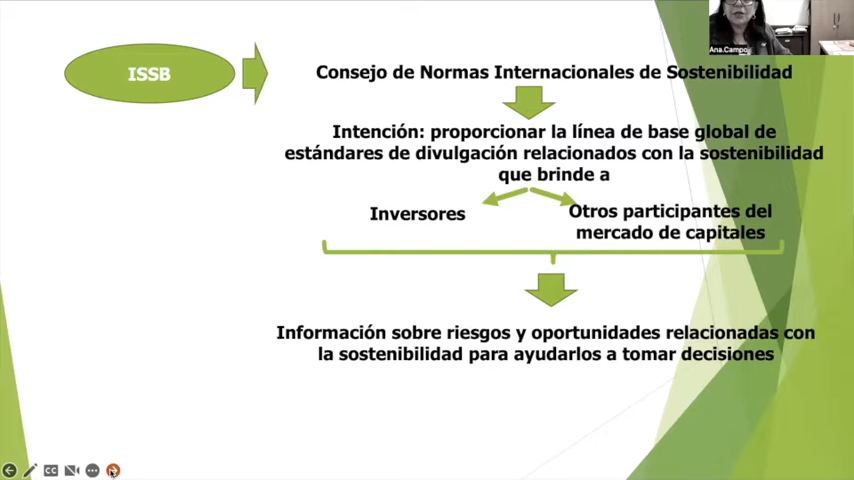 Ana.Campo
ISSB
Consejo de Normas Internacionales de Sostenibilidad
Intención: proporcionar la línea de base global de
estándares de divulgación relacionados con la sostenibilidad
que brinde a
Inversores
Otros participantes del
mercado de capitales
Información sobre riesgos y oportunidades relacionadas con
la sostenibilidad para ayudarlos a tomar decisiones
CC